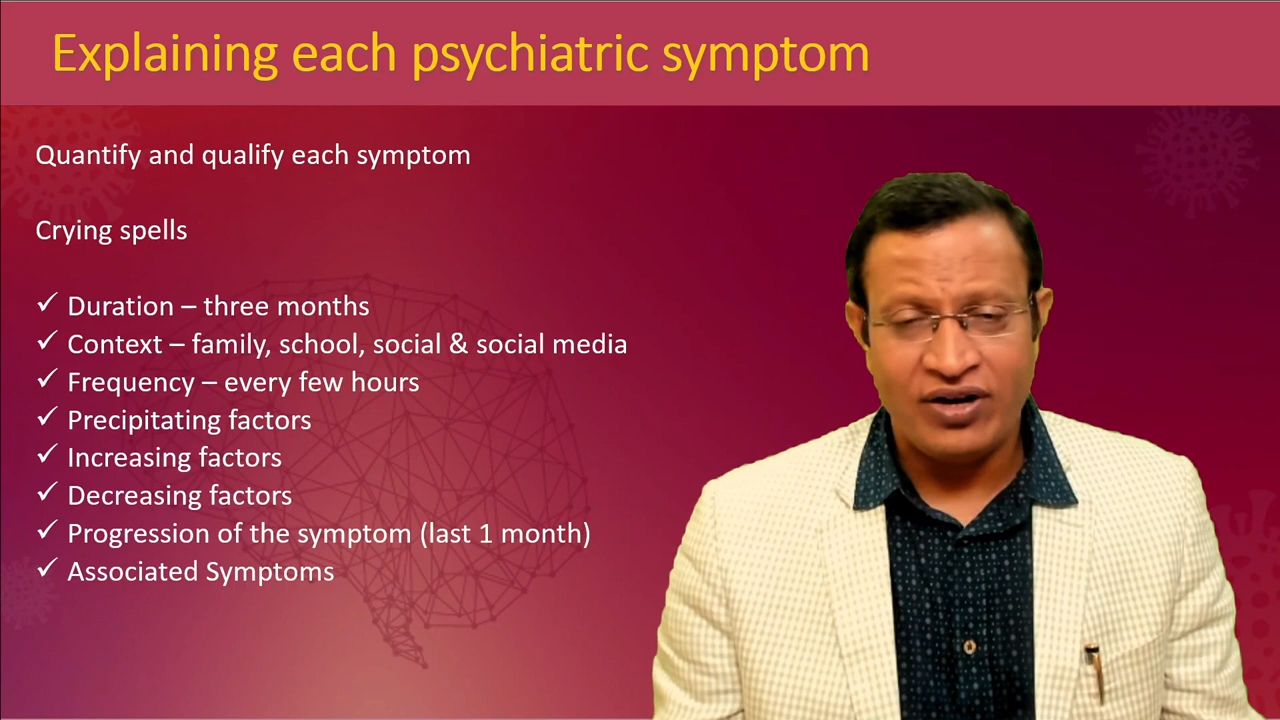 Explaining each psychiatric symptom
Quantify and qualify each symptom
Crying spells
✓ Duration – three months
✓ Context – family, school, social & social media
✓ Frequency – every few hours
✓ Precipitating factors
✓ Increasing factors
✓ Decreasing factors
✓ Progression of the symptom (last 1 month)
✓ Associated Symptoms